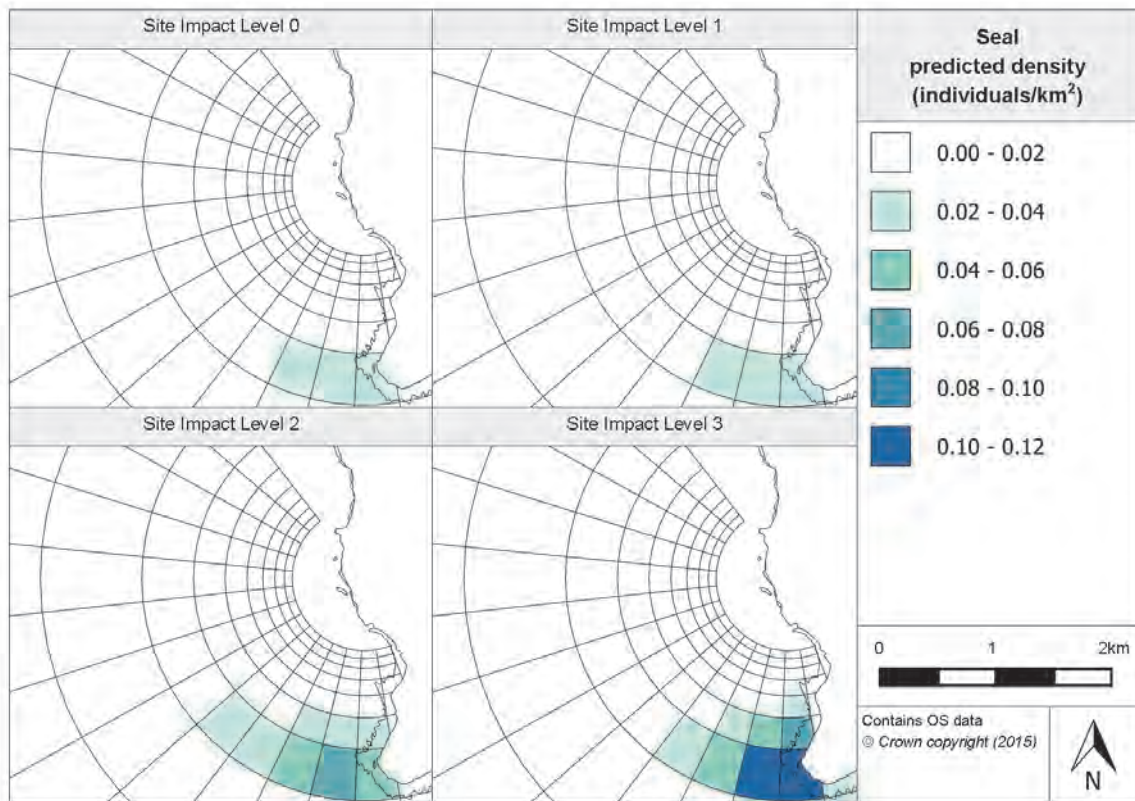 Site Impact Level 0
Site Impact Level 1
Site Impact Level 2
Site Impact Level 3
Seal
predicted density
(individuals/km²)
0.00 - 0.02
0.02 - 0.04
0.04 - 0.06
0.06 - 0.08
0.08 - 0.10
0.10 - 0.12
0 1 2km
Contains OS data
© Crown copyright (2015)
N